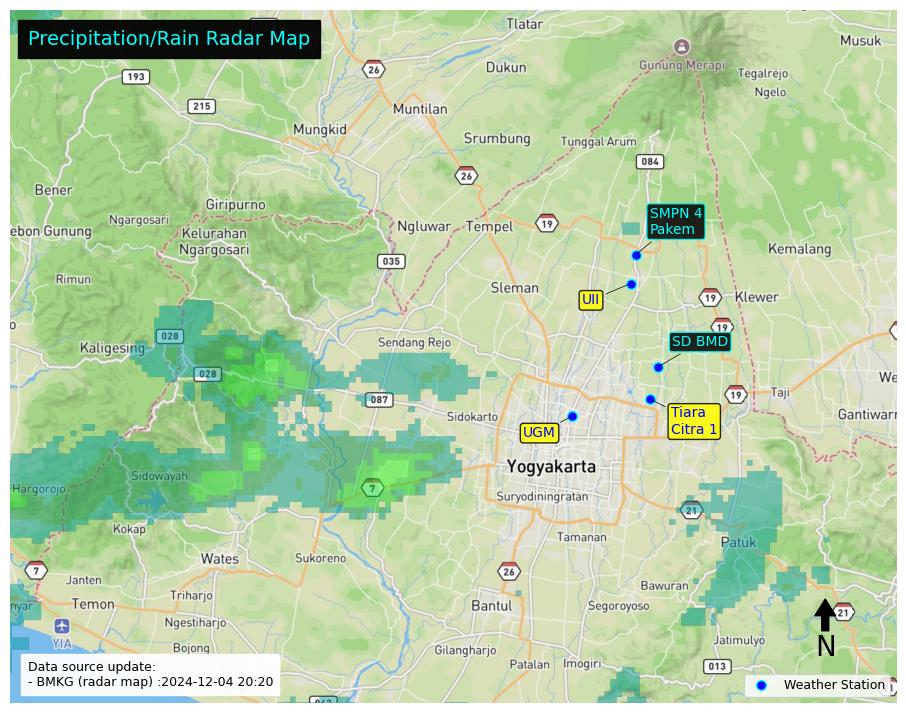 Precipitation/Rain Radar Map
Tlatar
Musuk
26
Gunung Merapi
193
Dukun
Tegalrejo
Ngelo
215
Muntilan
Mungkid
Srumbung
Tunggal Arum
084
26
Bener
Giripurno
SMPN 4
Pakem
Ngargosari
ebon Gunung
Kelurahan
Ngargosari
Ngluwar
Tempel
19
Kemalang
035
Rimun
Sleman
UII
19
Klewer
19
028
Kaligesing
Sendang Rejo
SD BMD
028
087
We
19
Taji
Sidokarto
Tiara
Citra 1
Gantiwarn
UGM
Yogyakarta
Hargorojo
Sidowayah
7
Suryodiningratan
21
Kokap
Tamanan
Patuk
Wates
Sukoreno
7
Janten
26
Bawuran
Temon
Triharjo
Bantul
Segoroyoso
21
nyar
Ngestiharjo
N
YIA
Bojong
Gilangharjo
Jatimulyo
Patalan
Imogiri
013
Data source update:
- BMKG (radar map) :2024-12-04 20:20
Weather Station